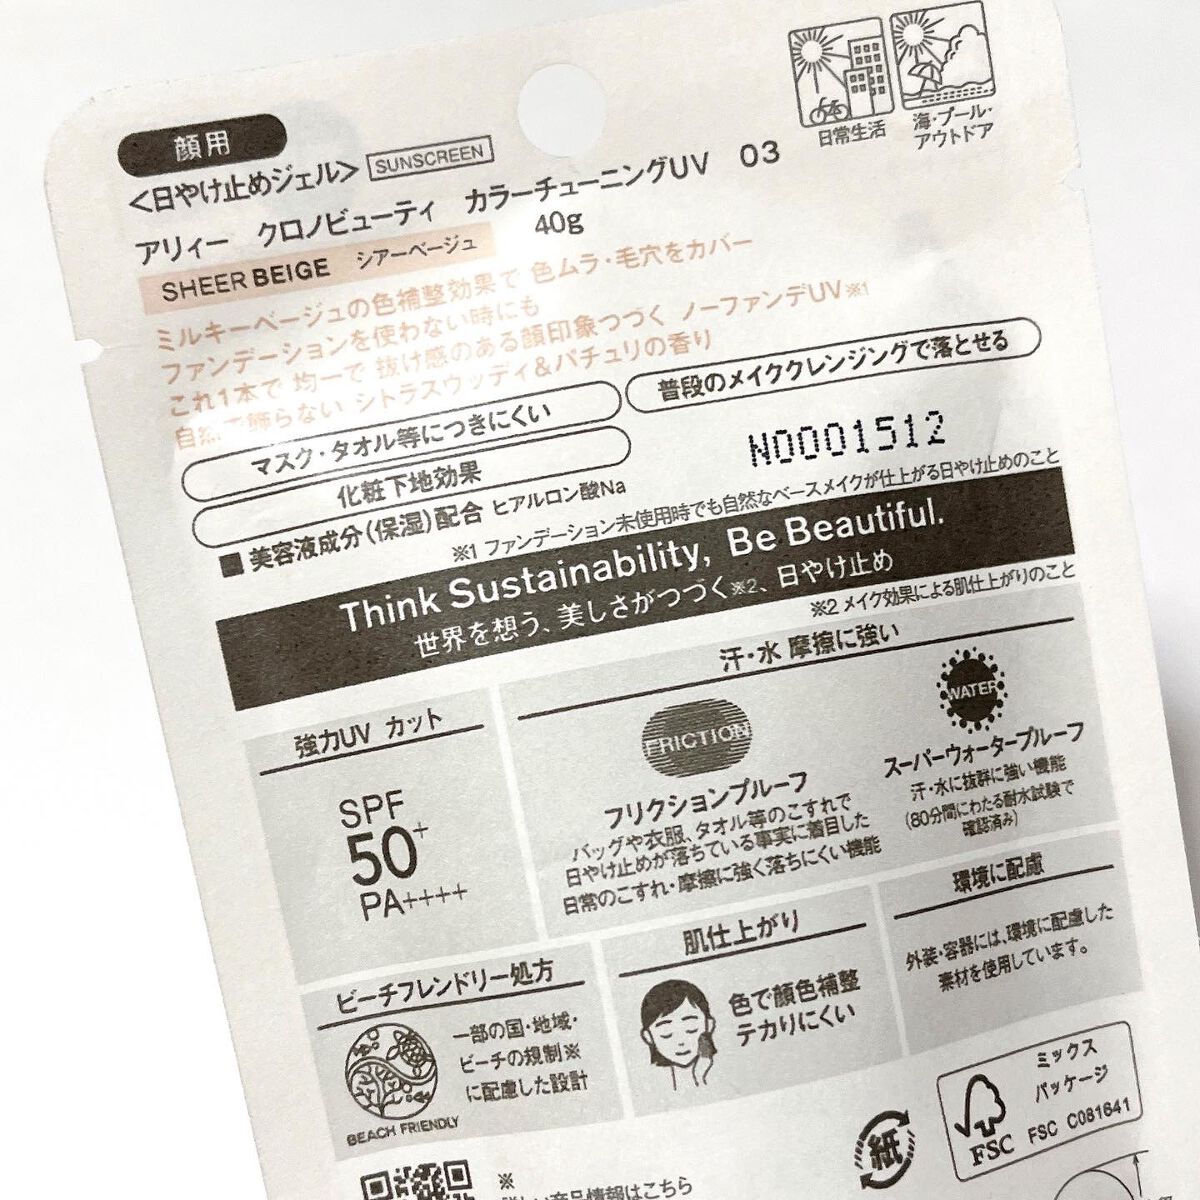 顔用
日常生活
海・プール・
アウトドア
<日やけ止めジェル> SUNSCREEN
アリィー クロノビューティ カラーチューニングUV 03
40g
SHEER BEIGE シアーベージュ
ミルキーベージュの色補整効果で 色ムラ・毛穴をカバー
ファンデーションを使わない時にも
これ1本で 均一で 抜け感のある顔印象つづく ノーファンデUV※1
自然で飾らない シトラスウッディ&パチュリの香り
マスク・タオル等につきにくい
普段のメイククレンジングで落とせる
化粧下地効果
N0001512
■ 美容液成分(保湿)配合 ヒアルロン酸Na
※1 ファンデーション未使用時でも自然なベースメイクが仕上がる日やけ止めのこと
Think Sustainability, Be Beautiful.
世界を想う、美しさがつづく※2、日やけ止め
※2 メイク効果による肌仕上がりのこと
強力UV カット
SPF
50+
PA++++
汗・水 摩擦に強い
FRICTION
フリクションプルーフ
バッグや衣服、タオル等のこすれで
日やけ止めが落ちている事実に着目した
日常のこすれ・摩擦に強く落ちにくい機能
WATER
スーパーウォータープルーフ
汗・水に抜群に強い機能
(80分間にわたる耐水試験で
確認済み)
ビーチフレンドリー処方
一部の国・地域・
ビーチの規制※
に配慮した設計
BEACH FRIENDLY
肌仕上がり
色で顔色補整
テカりにくい
環境に配慮
外装・容器には、環境に配慮した
素材を使用しています。
紙
FSC
ミックス
パッケージ
FSC C081641
※
詳しい商品情報はこちら